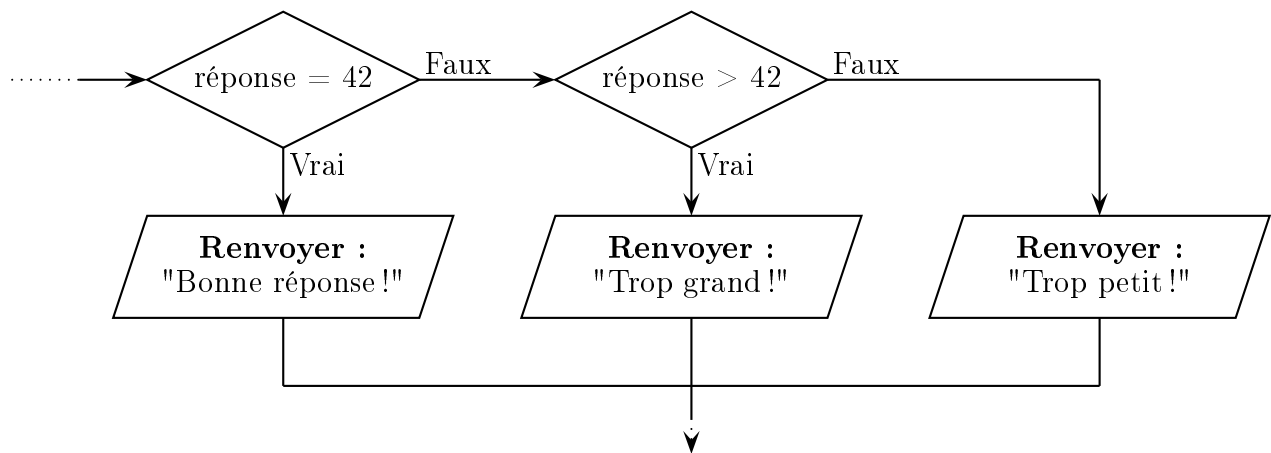 réponse = 42
Faux
réponse > 42
Faux
Vrai
Vrai
Renvoyer :
"Bonne réponse !"
Renvoyer :
"Trop grand !"
Renvoyer :
"Trop petit !"